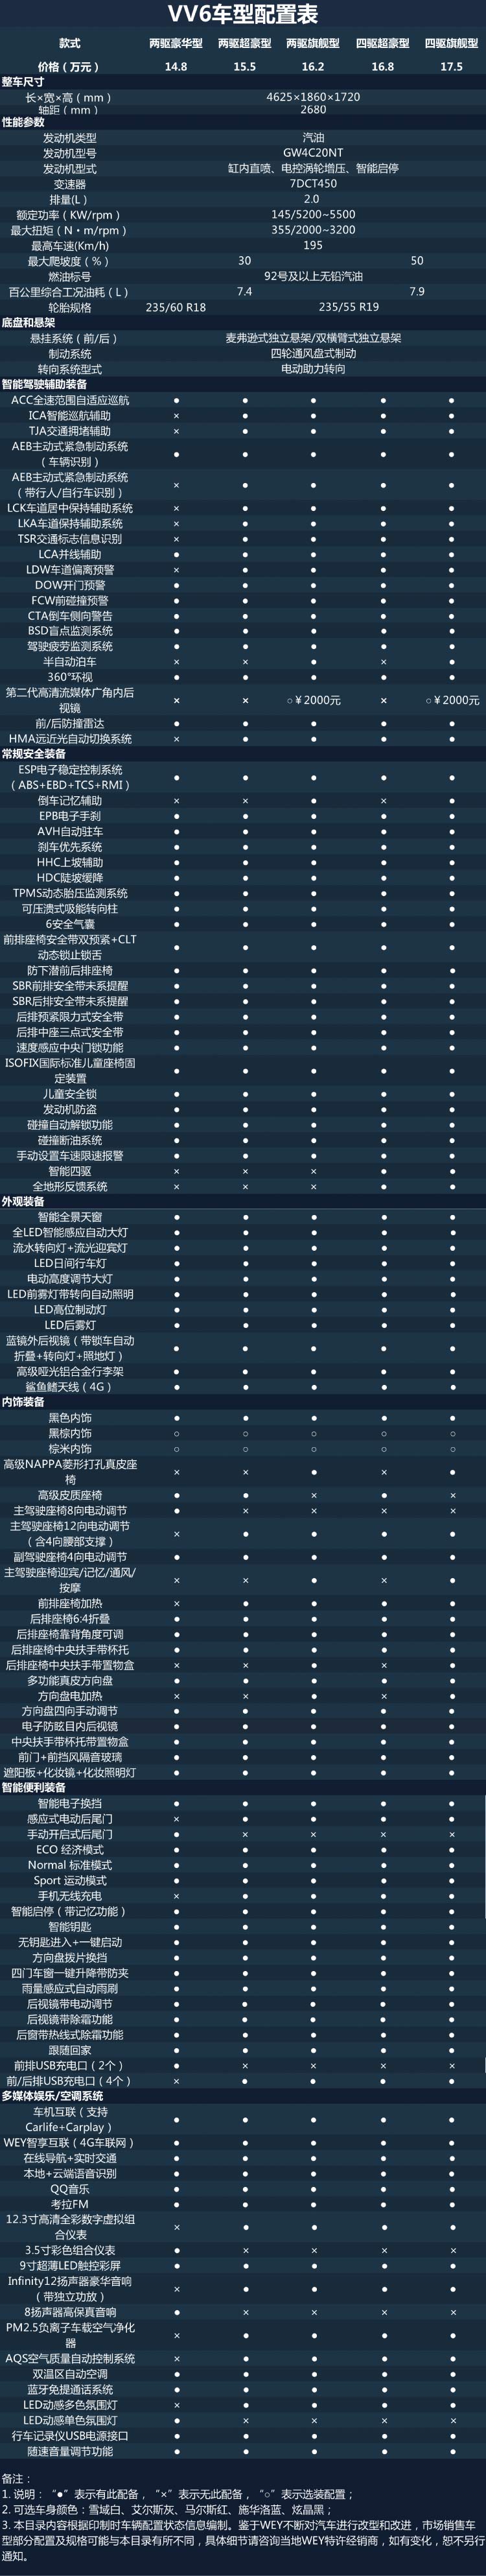 VV6车型配置表
款式 两驱豪华型 两驱超豪型 两驱旗舰型 四驱超豪型 四驱旗舰型
价格（万元） 14.8 15.5 16.2 16.8 17.5
整车尺寸
长×宽×高（mm） 4625×1860×1720
轴距（mm） 2680
性能参数
发动机类型 汽油
发动机型号 GW4C20NT
发动机型式 缸内直喷、电控涡轮增压、智能启停
变速器 7DCT450
排量(L） 2.0
额定功率（KW/rpm） 145/5200~5500
最大扭矩（N·m/rpm） 355/2000~3200
最高车速(Km/h) 195
最大爬坡度（%） 30 50
燃油标号 92号及以上无铅汽油
百公里综合工况油耗（L） 7.4 7.9
轮胎规格 235/60 R18 235/55 R19
底盘和悬架
悬挂系统（前/后） 麦弗逊式独立悬架/双横臂式独立悬架
制动系统 四轮通风盘式制动
转向系统型式 电动助力转向
智能驾驶辅助装备
ACC全速范围自适应巡航 ● ● ● ● ●
ICA智能巡航辅助 × ● ● ● ●
TJA交通拥堵辅助 × ● ● ● ●
AEB主动式紧急制动系统
（车辆识别） ● ● ● ● ●
AEB主动式紧急制动系统
（带行人/自行车识别） × ● ● ● ●
LCK车道居中保持辅助系统 × ● ● ● ●
LKA车道保持辅助系统 × ● ● ● ●
TSR交通标志信息识别 × ● ● ● ●
LCA并线辅助 ● ● ● ● ●
LDW车道偏离预警 × ● ● ● ●
DOW开门预警 ● ● ● ● ●
FCW前碰撞预警 ● ● ● ● ●
CTA倒车侧向警告 ● ● ● ● ●
BSD盲点监测系统 ● ● ● ● ●
驾驶疲劳监测系统 ● ● ● ● ●
半自动泊车 × × ● × ●
360°环视 ● ● ● ● ●
第二代高清流媒体广角内后
视镜 × × ○¥2000元 × ○¥2000元
前/后防撞雷达 ● ● ● ● ●
HMA远近光自动切换系统 × ● ● ● ●
常规安全装备
ESP电子稳定控制系统
（ABS+EBD+TCS+RMI） ● ● ● ● ●
倒车记忆辅助 × × ● × ●
EPB电子手刹 ● ● ● ● ●
AVH自动驻车 ● ● ● ● ●
刹车优先系统 ● ● ● ● ●
HHC上坡辅助 ● ● ● ● ●
HDC陡坡缓降 ● ● ● ● ●
TPMS动态胎压监测系统 ● ● ● ● ●
可压溃式吸能转向柱 ● ● ● ● ●
6安全气囊 ● ● ● ● ●
前排座椅安全带双预紧+CLT
动态锁止锁舌 ● ● ● ● ●
防下潜前后排座椅 ● ● ● ● ●
SBR前排安全带未系提醒 ● ● ● ● ●
SBR后排安全带未系提醒 ● ● ● ● ●
后排预紧限力式安全带 ● ● ● ● ●
后排中座三点式安全带 ● ● ● ● ●
速度感应中央门锁功能 ● ● ● ● ●
ISOFIX国际标准儿童座椅固
定装置 ● ● ● ● ●
儿童安全锁 ● ● ● ● ●
发动机防盗 ● ● ● ● ●
碰撞自动解锁功能 ● ● ● ● ●
碰撞断油系统 ● ● ● ● ●
手动设置车速限速报警 ● ● ● ● ●
智能四驱 × × × ● ●
全地形反馈系统 × × × ● ●
外观装备
智能全景天窗 ● ● ● ● ●
全LED智能感应自动大灯 ● ● ● ● ●
流水转向灯+流光迎宾灯 ● ● ● ● ●
LED日间行车灯 ● ● ● ● ●
电动高度调节大灯 ● ● ● ● ●
LED前雾灯带转向自动照明 ● ● ● ● ●
LED高位制动灯 ● ● ● ● ●
LED后雾灯 ● ● ● ● ●
蓝镜外后视镜（带锁车自动
折叠+转向灯+照地灯） ● ● ● ● ●
高级哑光铝合金行李架 ● ● ● ● ●
鲨鱼鳍天线（4G） ● ● ● ● ●
内饰装备
黑色内饰 ● ● ● ● ●
黑棕内饰 ○ ○ ○ ○ ○
棕米内饰 ○ ○ ○ ○ ○
高级NAPPA菱形打孔真皮座
椅 × × ● × ●
高级皮质座椅 ● ● × ● ×
主驾驶座椅8向电动调节 ● × × × ×
主驾驶座椅12向电动调节
（含4向腰部支撑） × ● ● ● ●
副驾驶座椅4向电动调节 ● ● ● ● ●
主驾驶座椅迎宾/记忆/通风/
按摩 × × ● × ●
前排座椅加热 × ● ● ● ●
后排座椅6:4折叠 ● ● ● ● ●
后排座椅靠背角度可调 ● ● ● ● ●
后排座椅中央扶手带杯托 ● ● ● ● ●
后排座椅中央扶手带置物盒 × × ● × ●
多功能真皮方向盘 ● ● ● ● ●
方向盘电加热 × × ● × ●
方向盘四向手动调节 ● ● ● ● ●
电子防眩目内后视镜 ● ● ● ● ●
中央扶手带杯托带置物盒 ● ● ● ● ●
前门+前挡风隔音玻璃 ● ● ● ● ●
遮阳板+化妆镜+化妆照明灯 ● ● ● ● ●
智能便利装备
智能电子换挡 ● ● ● ● ●
感应式电动后尾门 × ● ● ● ●
手动开启式后尾门 ● × × × ×
ECO 经济模式 ● ● ● ● ●
Normal 标准模式 ● ● ● ● ●
Sport 运动模式 ● ● ● ● ●
手机无线充电 × ● ● ● ●
智能启停（带记忆功能） ● ● ● ● ●
智能钥匙 ● ● ● ● ●
无钥匙进入+一键启动 ● ● ● ● ●
方向盘拨片换挡 ● ● ● ● ●
四门车窗一键升降带防夹 ● ● ● ● ●
雨量感应式自动雨刷 ● ● ● ● ●
后视镜带电动调节 ● ● ● ● ●
后视镜带除霜功能 ● ● ● ● ●
后窗带热线式除霜功能 ● ● ● ● ●
跟随回家 ● ● ● ● ●
前排USB充电口（2个） ● × × × ×
前/后排USB充电口（4个） × ● ● ● ●
多媒体娱乐/空调系统
车机互联（支持
Carlife+Carplay） ● ● ● ● ●
WEY智享互联（4G车联网） ● ● ● ● ●
在线导航+实时交通 ● ● ● ● ●
本地+云端语音识别 ● ● ● ● ●
QQ音乐 ● ● ● ● ●
考拉FM ● ● ● ● ●
12.3寸高清全彩数字虚拟组
合仪表 × ● ● ● ●
3.5寸彩色组合仪表 ● × × × ×
9寸超薄LED触控彩屏 ● ● ● ● ●
Infinity12扬声器豪华音响
（带独立功放） × ● ● ● ●
8扬声器高保真音响 ● × × × ×
PM2.5负离子车载空气净化
器 × ● ● ● ●
AQS空气质量自动控制系统 × ● ● ● ●
双温区自动空调 ● ● ● ● ●
蓝牙免提通话系统 ● ● ● ● ●
LED动感多色氛围灯 × ● ● ● ●
LED动感单色氛围灯 ● × × × ×
行车记录仪USB电源接口 ● ● ● ● ●
随速音量调节功能 ● ● ● ● ●
备注：
1. 说明：“●”表示有此配备，“×”表示无此配备，“○”表示选装配置；
2. 可选车身颜色：雪域白、艾尔斯灰、马尔斯红、施华洛蓝、炫晶黑；
3. 本目录内容根据印制时车辆配置状态信息编制。鉴于WEY不断对汽车进行改型和改进，市场销售车
型部分配置及规格可能与本目录有所不同，具体细节请咨询当地WEY特许经销商，如有变化，恕不另行
通知。